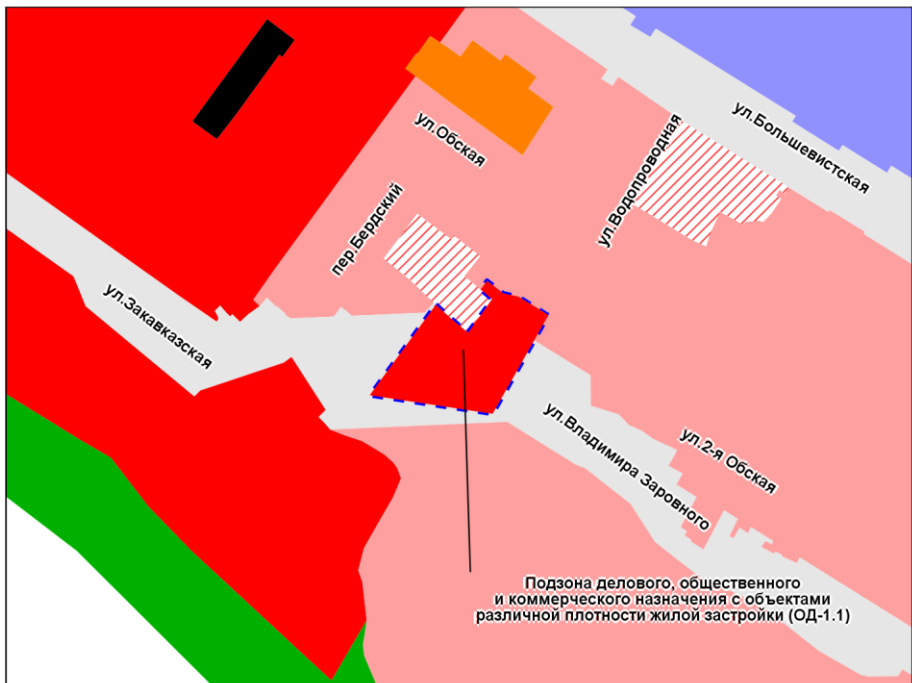 ул.Большевистская
ул.Обская
ул.Водопроводная
пер.Бердский
ул.Закавказская
ул.Владимира Заровного
ул.2-я Обская
Подзона делового, общественного
и коммерческого назначения с объектами
различной плотности жилой застройки (ОД-1.1)